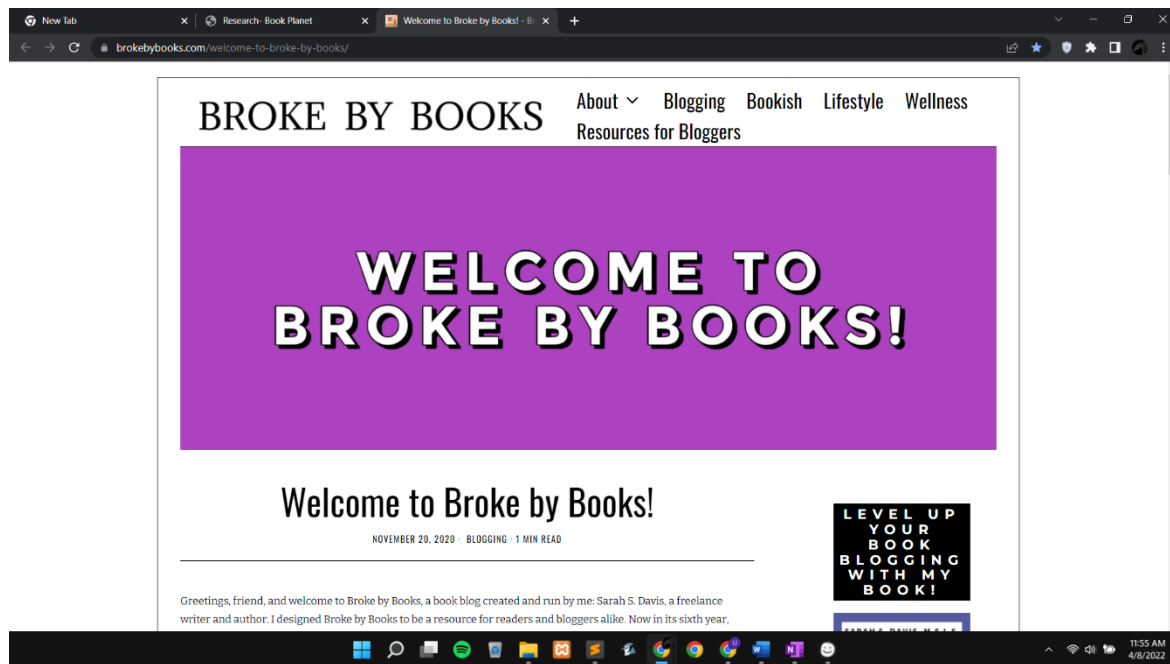 New Tab
Research- Book Planet
Welcome to Broke by Books! - Br
brokebybooks.com/welcome-to-broke-by-books/
BROKE BY BOOKS
About Blogging Bookish Lifestyle Wellness
Resources for Bloggers
WELCOME TO
BROKE BY BOOKS!
Welcome to Broke by Books!
NOVEMBER 20, 2020 · BLOGGING · 1 MIN READ
Greetings, friend, and welcome to Broke by Books, a book blog created and run by me: Sarah S. Davis, a freelance
writer and author. I designed Broke by Books to be a resource for readers and bloggers alike. Now in its sixth year,
LEVEL UP
YOUR
BOOK
BLOGGING
WITH MY
BOOK!
SARAH S. DAVIS, M.S.L.S.
11:55 AM
4/8/2022